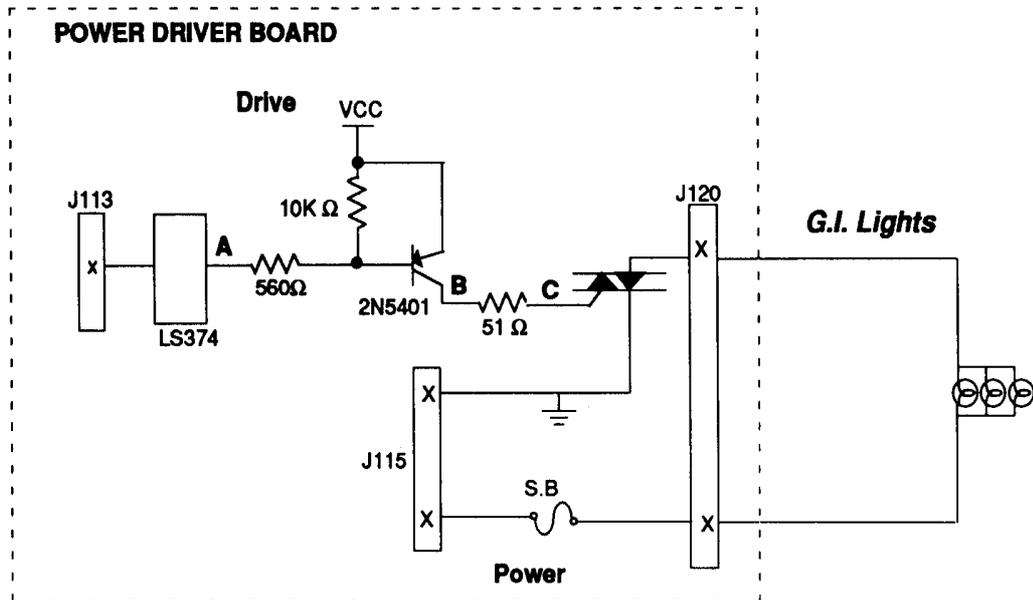 POWER DRIVER BOARD
Drive
VCC
J113
10K Ω
J120
G.I. Lights
X
A
x
560Ω
2N5401
B
C
51 Ω
LS374
X
J115
S.B
X
X
Power